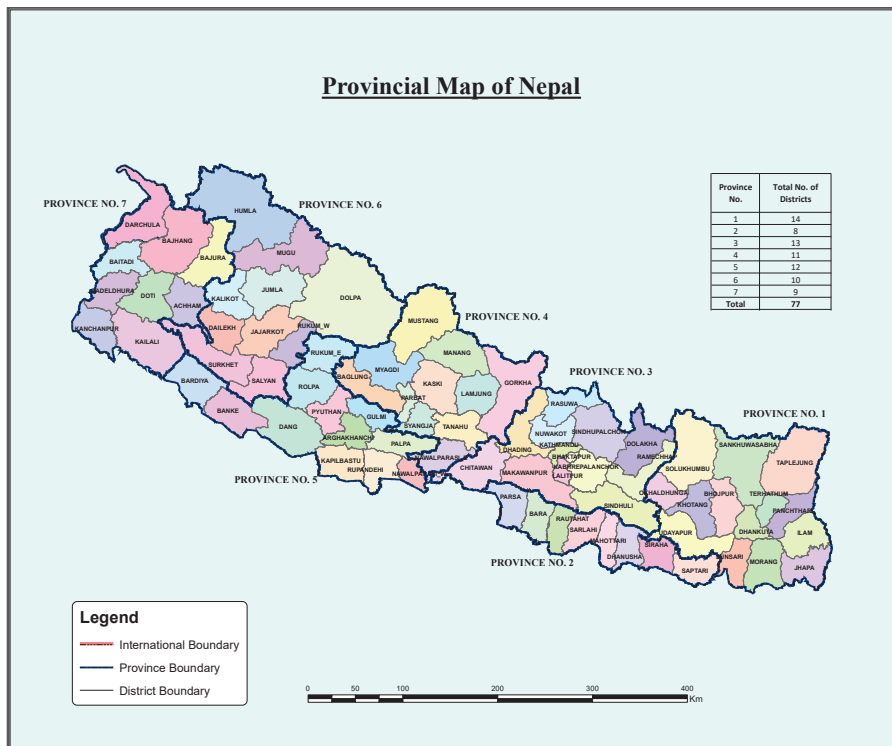 Provincial Map of Nepal
Province No. Total No. of Districts
1 14
2 8
3 13
4 11
5 12
6 10
7 9
Total 77
PROVINCE NO. 7
PROVINCE NO. 6
HUMLA
DARCHULA
BAJHANG
BAJURA
MUGU
BAITADI
DOTI
ACHHAM
KALIKOT
JUMLA
DOLPA
KANCHANPUR
KAILALI
DAILEKH
JAJARKOT
RUKUM_W
MUSTANG
PROVINCE NO. 4
SURKHET
SALYAN
RUKUM_E
MYAGDI
MANANG
BARDIYA
ROLPA
BAGLUNG
KASKI
GORKHA
PROVINCE NO. 3
LAMJUNG
PARBAT
RASUWA
BANKE
PYUTHAN
GULMI
SYANGJA
TANAHU
NUWAKOT
SINDHUPALCHOK
DOLAKHA
PROVINCE NO. 1
DANG
ARGHAKHANCHI
PALPA
DHADING
KATHMANDU
BHAKTAPUR
RAMECHHAP
SANKHUWASABHA
TAPLEJUNG
KAPILBASTU
RUPANDEHI
NAWALPARASI
CHITAWAN
MAKAWANPUR
LALITPUR
SOLUKHUMBU
PROVINCE NO. 5
OKHALDHUNGA
KHOTANG
BHOJPUR
TERHATHUM
PARSA
BARA
RAUTAHAT
SARLAHI
SINDHULI
UDAYAPUR
DHANKUTA
ILAM
PROVINCE NO. 2
MAHOTTARI
DHANUSHA
SIRAHA
SAPTARI
SUNSARI
MORANG
JHAPA
Legend
International Boundary
Province Boundary
District Boundary
0 25 50 100 200 300 400
Km